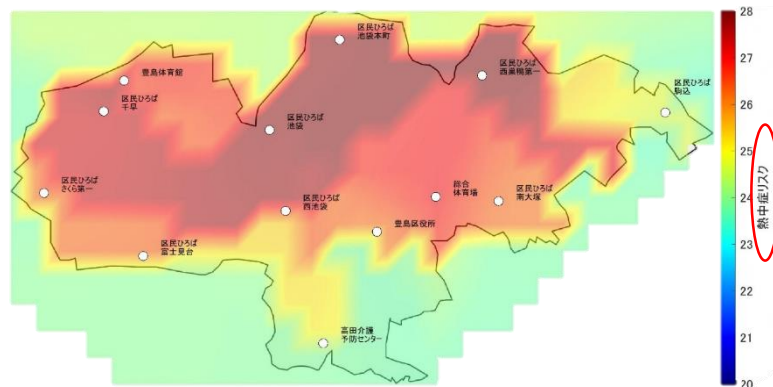 区民ひろば
池袋本町
区民ひろば
西巣鴨第一
豊島体育館
区民ひろば
千早
区民ひろば
駒込
区民ひろば
池袋
区民ひろば
さくら第一
区民ひろば
西池袋
総合
体育場
区民ひろば
南大塚
豊島区役所
区民ひろば
富士見台
高田介護
予防センター
28
27
26
25
24
23
22
21
20
熱中症リスク